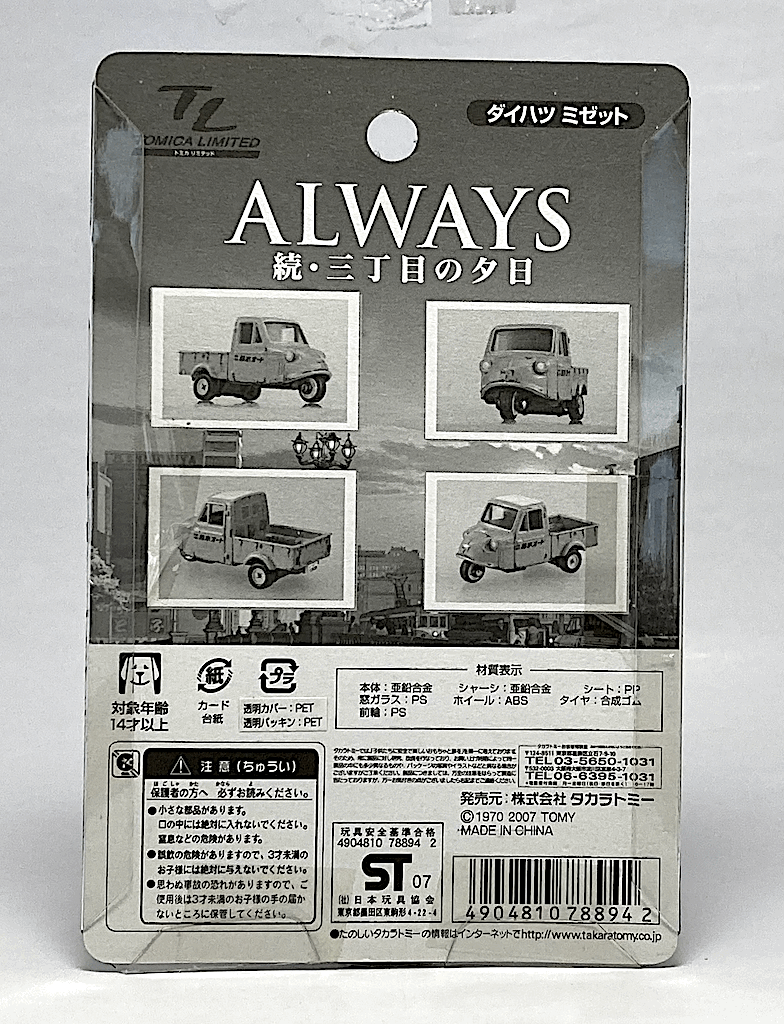 TL
TOMICA LIMITED
トミカ リミテッド
ダイハツ ミゼット
ALWAYS
続・三丁目の夕日
対象年齢
14才以上
紙
カード
台紙
プラ
透明カバー：PET
透明パッキン：PET
材質表示
本体：亜鉛合金 シャーシ：亜鉛合金 シート：PP
窓ガラス：PS ホイール：ABS タイヤ：合成ゴム
前輪：PS
注意（ちゅうい）
保護者の方へ 必ずお読みください。
●小さな部品があります。
口の中には絶対に入れないでください。
窒息などの危険があります。
●誤飲の危険がありますので、3才未満の
お子様には絶対に与えないでください。
●思わぬ事故の恐れがありますので、ご
使用後は3才未満のお子様の手の届か
ないところに保管してください。
TEL03-5650-1031
TEL06-6395-1031
発売元：株式会社 タカラトミー
©1970 2007 TOMY
MADE IN CHINA
玩具安全基準合格
4904810 78894 2
ST 07
(社)日本玩具協会
東京都墨田区東駒形4-22-4
4904810788942
●たのしいタカラトミーの情報はインターネットでhttp://www.takaratomy.co.jp